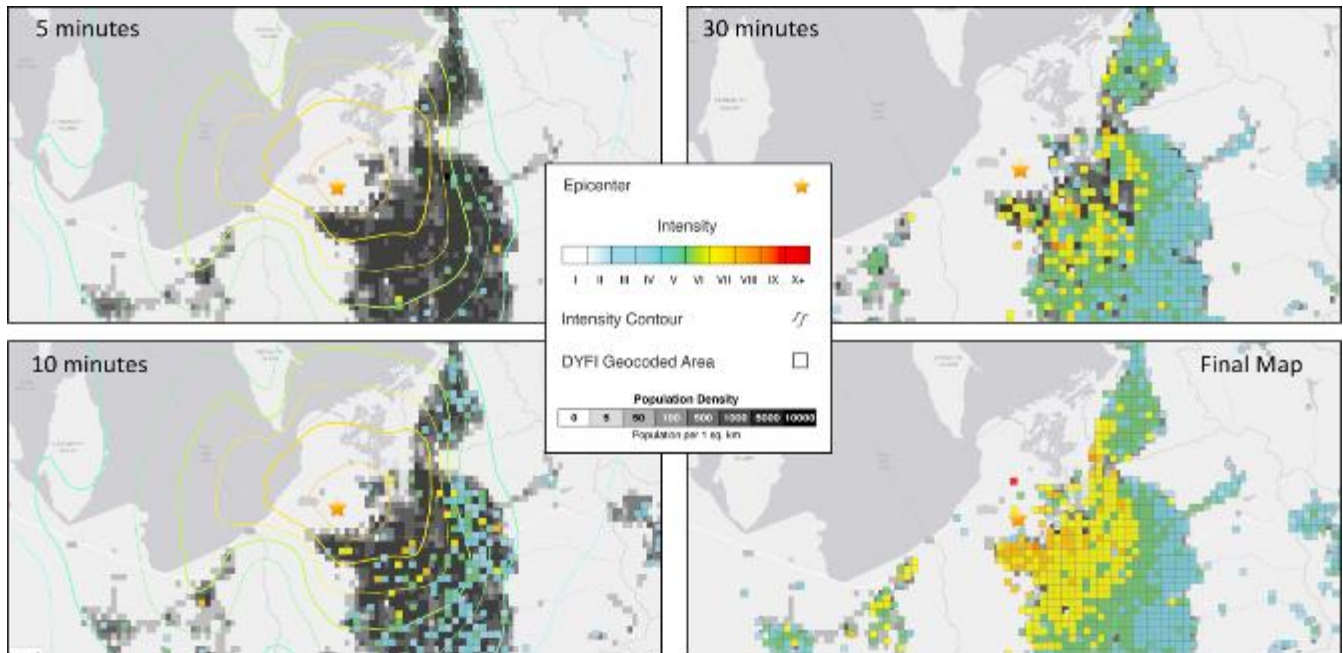 5 minutes
30 minutes
Epicenter
Intensity
I II III IV V VI VII VIII IX X+
Intensity Contour
DYFI Geocoded Area
Population Density
0 5 50 100 500 1000 5000 10000
Population per 1 sq. km
10 minutes
Final Map